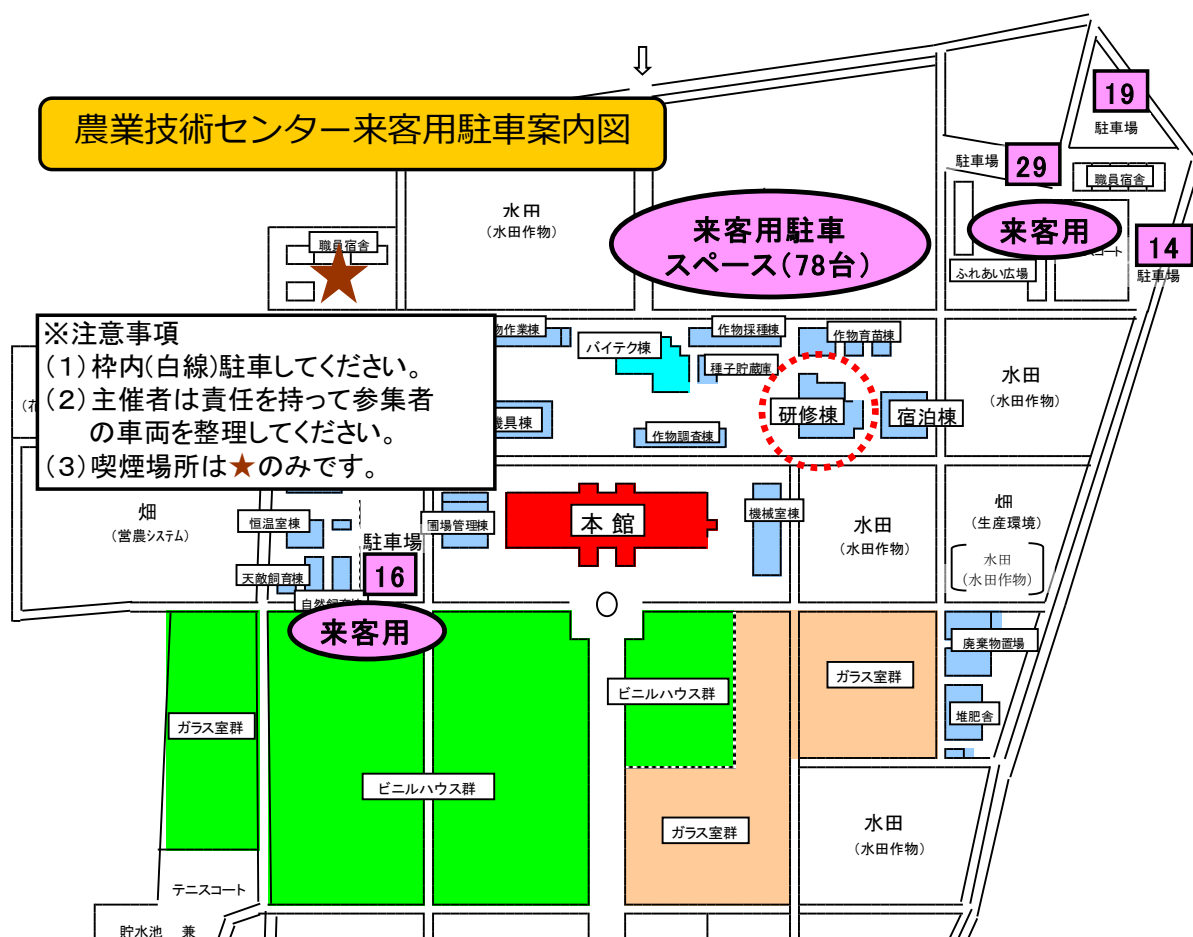 農業技術センター来客用駐車案内図
19
駐車場
駐車場
29
職員宿舎
水田
(水田作物)
来客用駐車
スペース(78台)
来客用
コート
14
駐車場
ふれあい広場
職員宿舎
★
※注意事項
(1)枠内(白線)駐車してください。
(2)主催者は責任を持って参集者
の車両を整理してください。
(3)喫煙場所は★のみです。
物作業棟
バイテク棟
作物採種棟
作物育苗棟
種子貯蔵庫
水田
(水田作物)
機具棟
作物調査棟
研修棟
宿泊棟
畑
(営農システム)
恒温室棟
駐車場
圃場管理棟
本館
機械室棟
水田
(水田作物)
畑
(生産環境)
水田
(水田作物)
天敵飼育棟
16
来客用
廃棄物置場
ガラス室群
ビニルハウス群
ガラス室群
堆肥舎
ビニルハウス群
ガラス室群
水田
(水田作物)
テニスコート
貯水池 兼